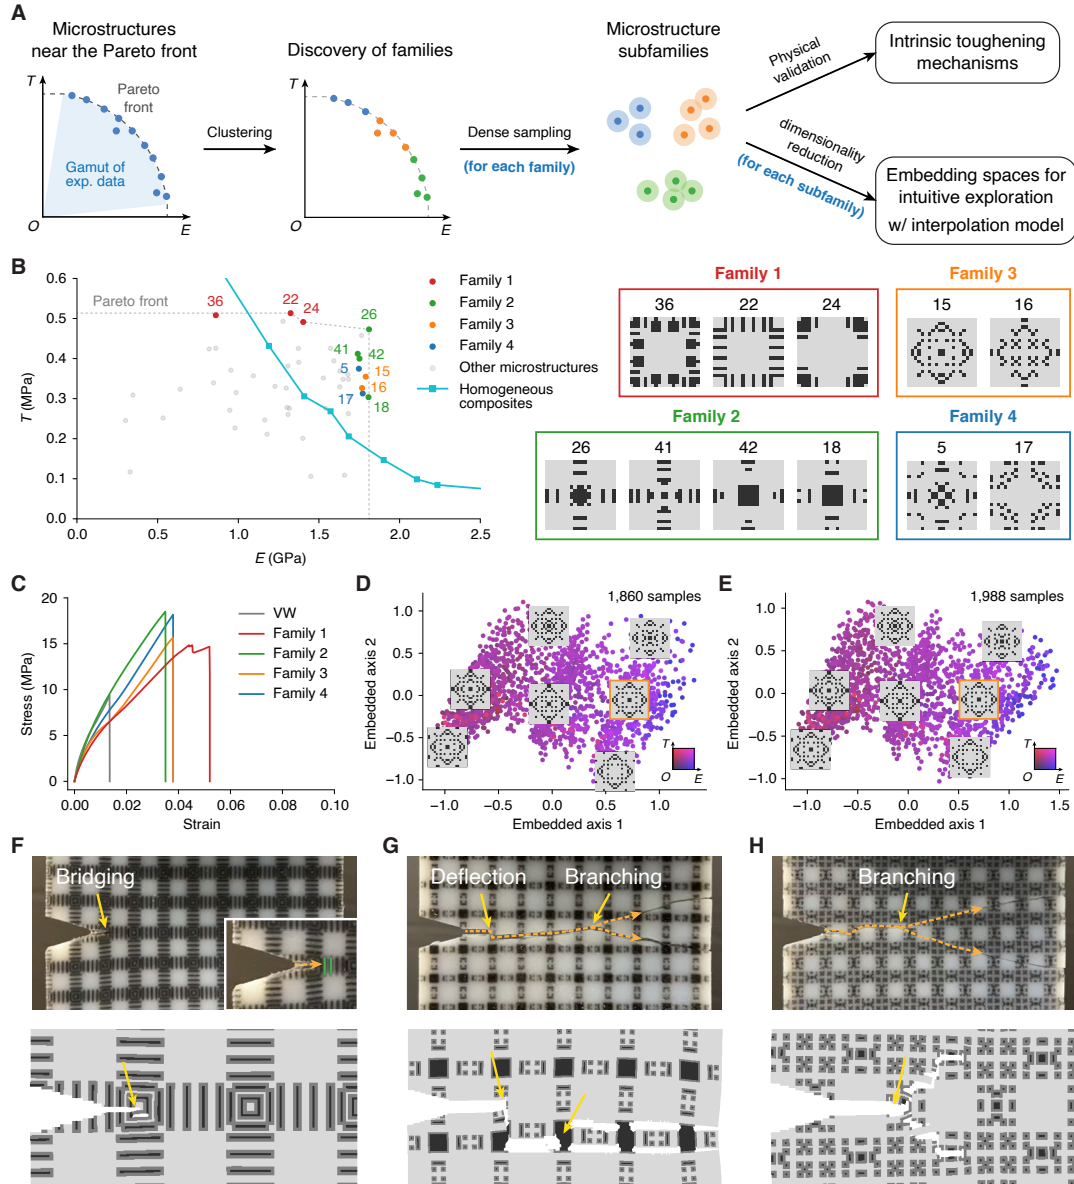 A
Microstructures
near the Pareto front
T
Pareto
front
Gamut of
exp. data
O
E
Clustering
Discovery of families
T
O
E
Dense sampling
(for each family)
Microstructure
subfamilies
Physical
validation
dimensionality
reduction
(for each subfamily)
Intrinsic toughening
mechanisms
Embedding spaces for
intuitive exploration
w/ interpolation model
B
T (MPa)
0.6
0.5
0.4
0.3
0.2
0.1
0.0
0.0
0.5
1.0
1.5
2.0
2.5
E (GPa)
Pareto front
36
22
24
26
41
42
5
15
16
17
18
Family 1
Family 2
Family 3
Family 4
Other microstructures
Homogeneous
composites
Family 1
36
22
24
Family 3
15
16
Family 2
26
41
42
18
Family 4
5
17
C
Stress (MPa)
20
15
10
5
0
0.00
0.02
0.04
0.06
0.08
0.10
Strain
VW
Family 1
Family 2
Family 3
Family 4
D
1,860 samples
Embedded axis 2
1.0
0.5
0.0
−0.5
−1.0
−1.0
−0.5
0.0
0.5
1.0
Embedded axis 1
T
O
E
E
1,988 samples
Embedded axis 2
1.0
0.5
0.0
−0.5
−1.0
−1.0
−0.5
0.0
0.5
1.0
1.5
Embedded axis 1
T
O
E
F
Bridging
G
Deflection
Branching
H
Branching